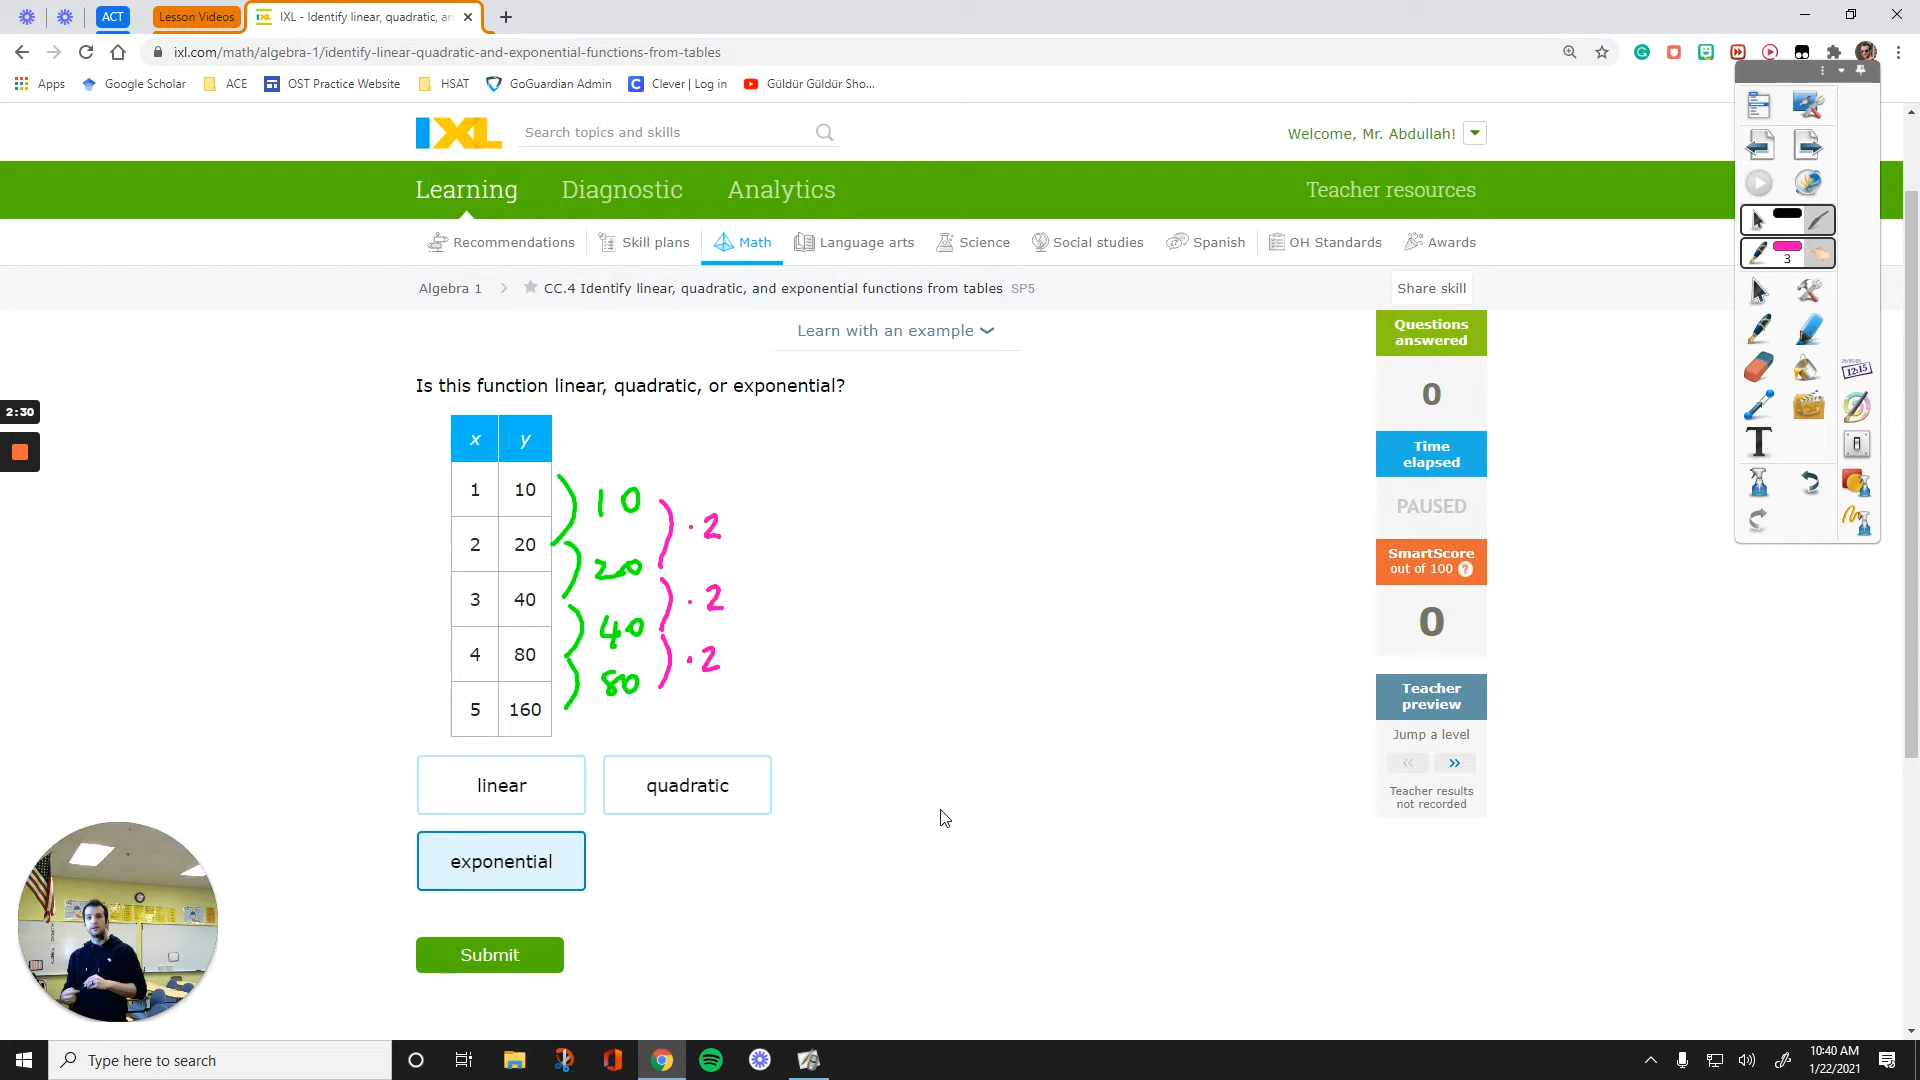 ACT
Lesson Videos
IXL - Identify linear, quadratic, an
ixl.com/math/algebra-1/identify-linear-quadratic-and-exponential-functions-from-tables
Apps
Google Scholar
ACE
OST Practice Website
HSAT
GoGuardian Admin
Clever | Log in
Güldür Güldür Sho...
IXL
Search topics and skills
Welcome, Mr. Abdullah!
Learning
Diagnostic
Analytics
Teacher resources
Recommendations
Skill plans
Math
Language arts
Science
Social studies
Spanish
OH Standards
Awards
Algebra 1
CC.4 Identify linear, quadratic, and exponential functions from tables SP5
Share skill
Learn with an example
Is this function linear, quadratic, or exponential?
x y
1 10
2 20
3 40
4 80
5 160
10
20
40
80
· 2
· 2
· 2
linear
quadratic
exponential
Submit
Questions
answered
0
Time
elapsed
PAUSED
SmartScore
out of 100 ?
0
Teacher
preview
Jump a level
<< >>
Teacher results
not recorded
2:30
3
12:15
T
Type here to search
10:40 AM
1/22/2021